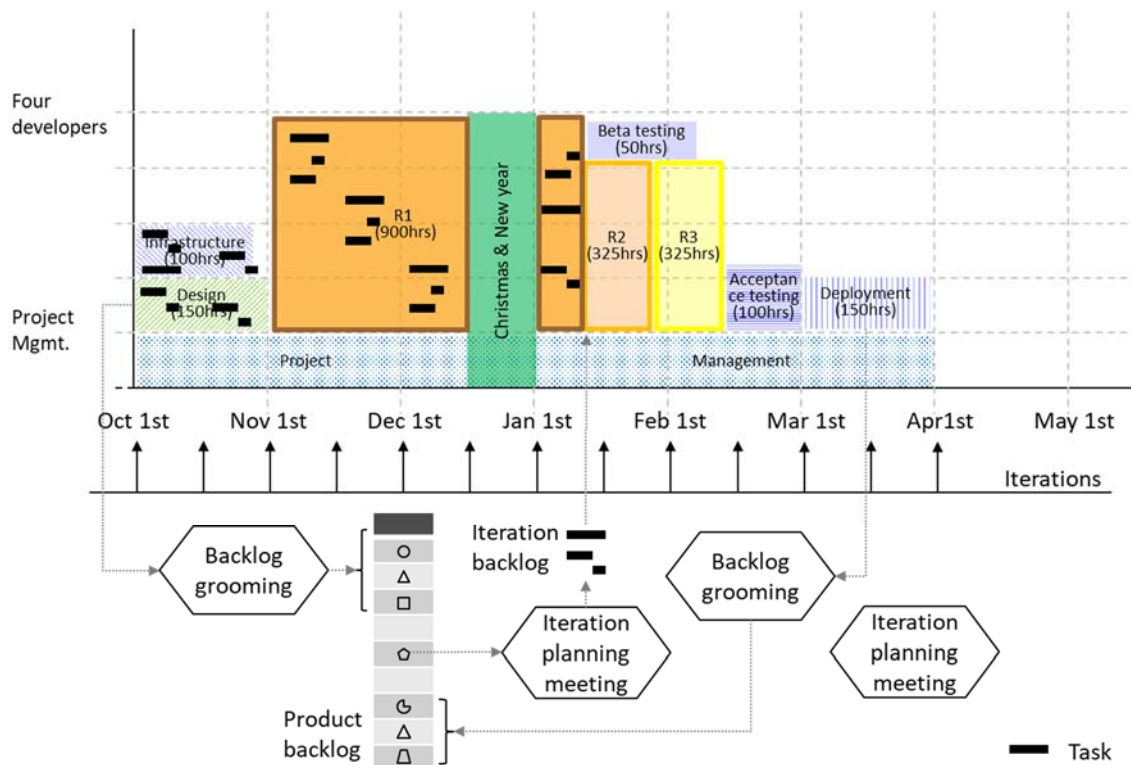 Four
developers
Project
Mgmt.
Infrastructure
(100hrs)
Design
(150hrs)
R1
(900hrs)
Christmas & New year
Beta testing
(50hrs)
R2
(325hrs)
R3
(325hrs)
Acceptan
ce testing
(100hrs)
Deployment
(150hrs)
Project
Management
Oct 1st
Nov 1st
Dec 1st
Jan 1st
Feb 1st
Mar 1st
Apr1st
May 1st
Iterations
Backlog
grooming
Iteration
backlog
Iteration
planning
meeting
Backlog
grooming
Iteration
planning
meeting
Product
backlog
Task